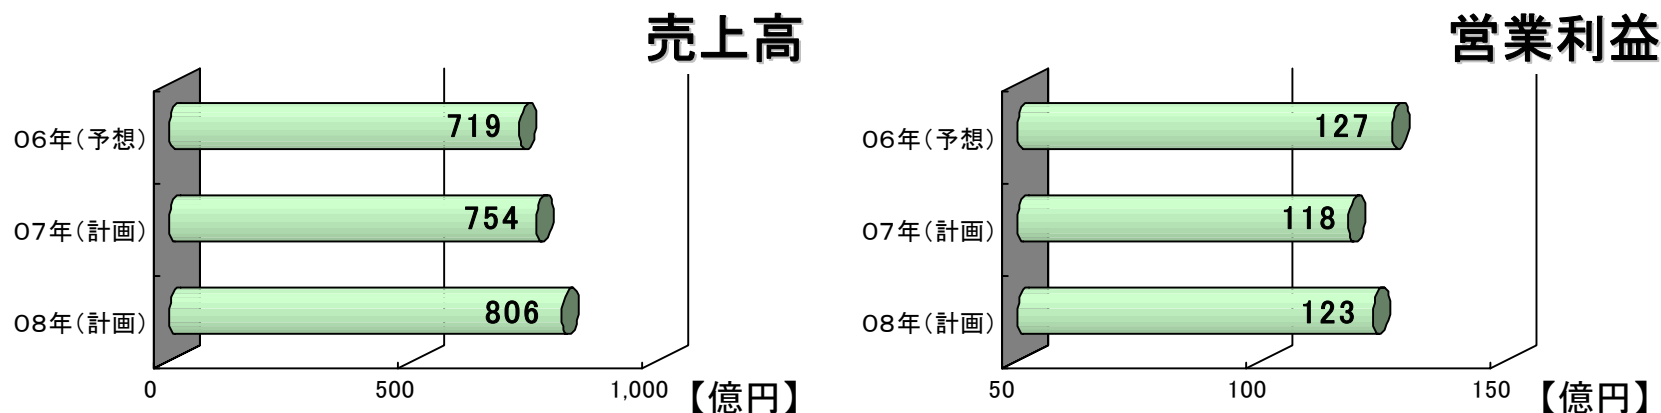 売上高
06年(予想)
719
07年(計画)
754
08年(計画)
806
0
500
1,000
【億円】
営業利益
06年(予想)
127
07年(計画)
118
08年(計画)
123
50
100
150
【億円】